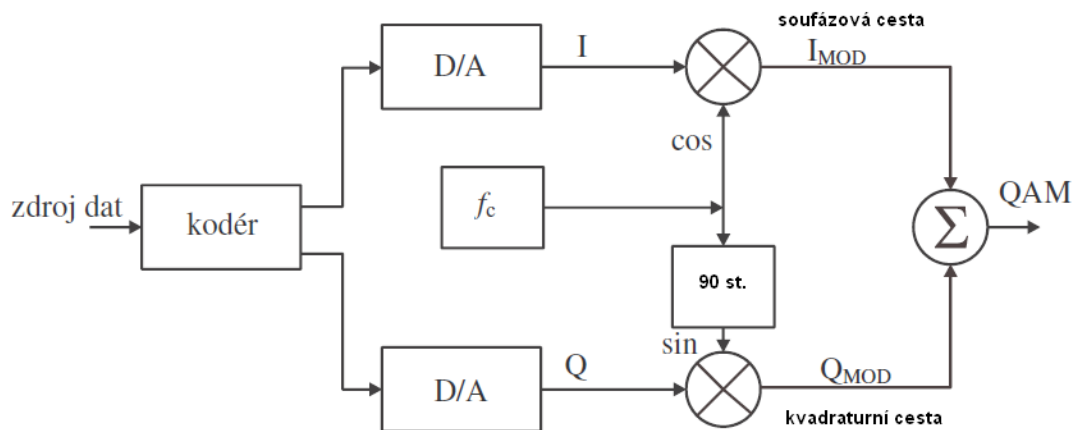 soufázová cesta
D/A
I
I_MOD
cos
zdroj dat
kodér
f_c
QAM
Σ
90 st.
sin
D/A
Q
Q_MOD
kvadraturní cesta